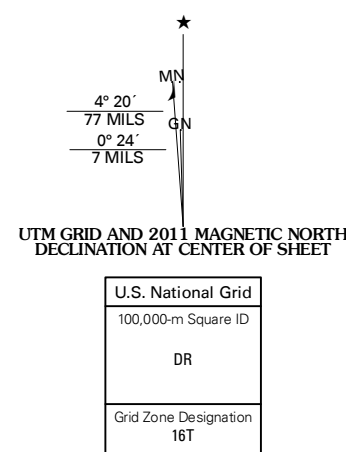 ★
MN
4° 20´
77 MILS
GN
0° 24´
7 MILS
UTM GRID AND 2011 MAGNETIC NORTH
DECLINATION AT CENTER OF SHEET
U.S. National Grid
100,000-m Square ID
DR
Grid Zone Designation
16T